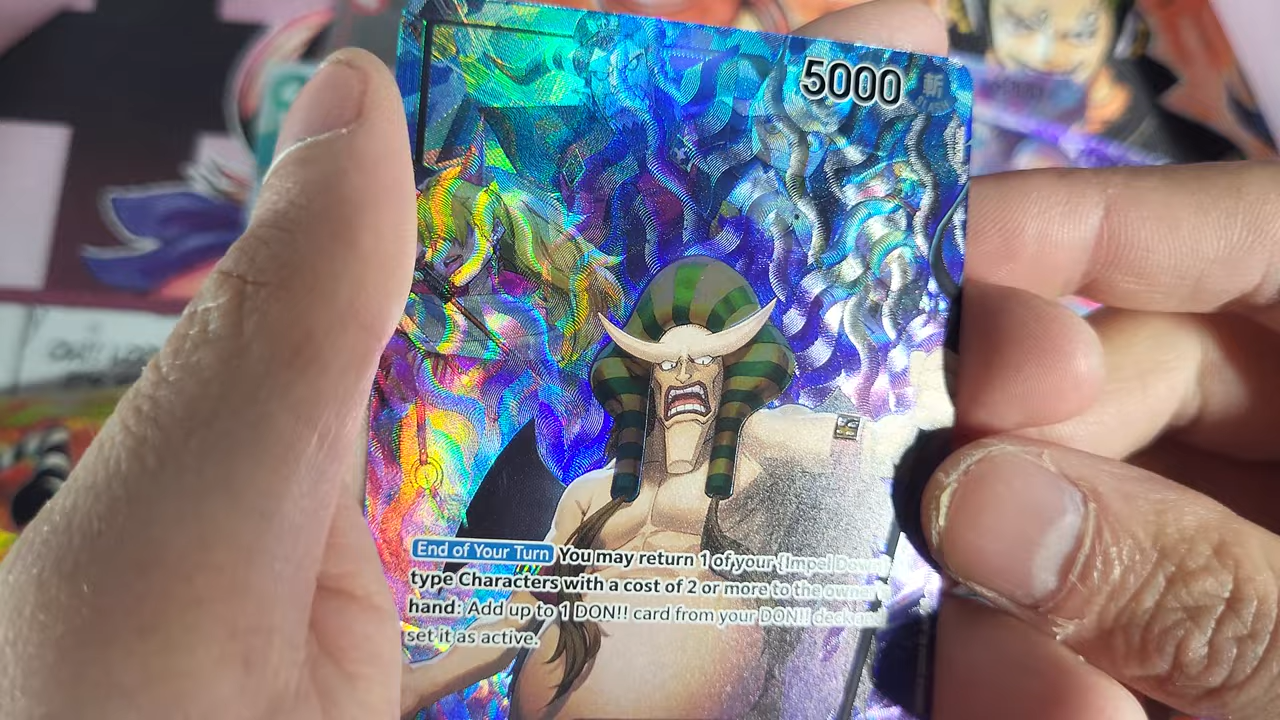 5000
斬
SLASH
End of Your Turn You may return 1 of your {Impel Down}
type Characters with a cost of 2 or more to the owner's
hand: Add up to 1 DON!! card from your DON!! deck and
set it as active.